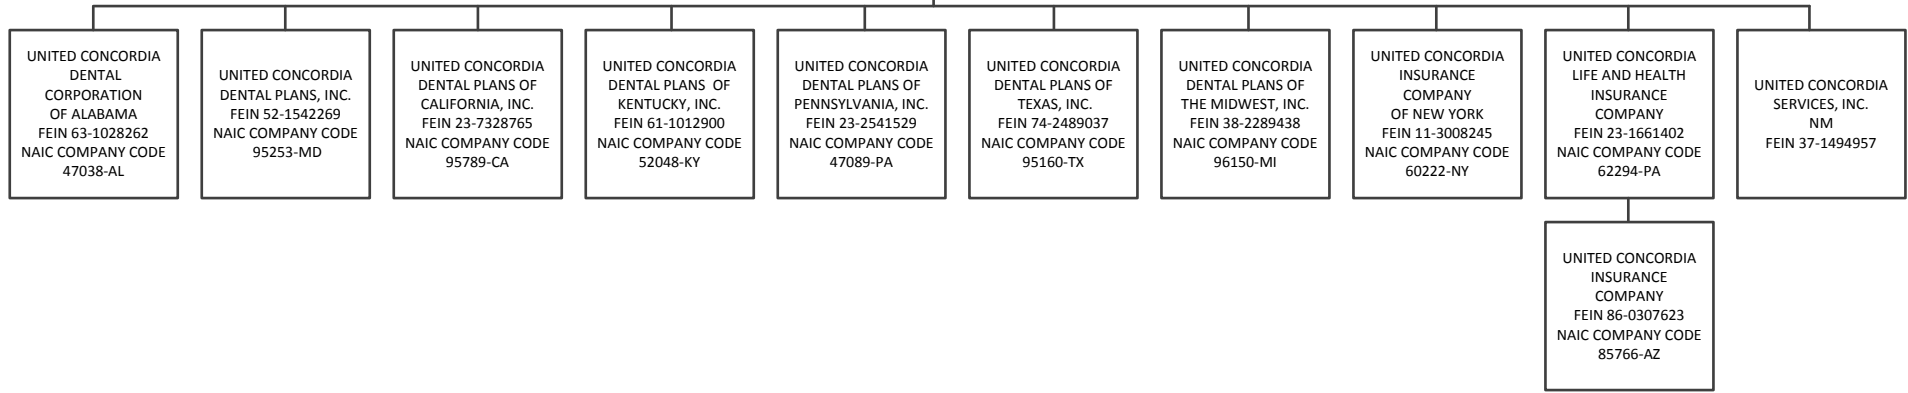 UNITED CONCORDIA
DENTAL
CORPORATION
OF ALABAMA
FEIN 63-1028262
NAIC COMPANY CODE
47038-AL
UNITED CONCORDIA
DENTAL PLANS, INC.
FEIN 52-1542269
NAIC COMPANY CODE
95253-MD
UNITED CONCORDIA
DENTAL PLANS OF
CALIFORNIA, INC.
FEIN 23-7328765
NAIC COMPANY CODE
95789-CA
UNITED CONCORDIA
DENTAL PLANS OF
KENTUCKY, INC.
FEIN 61-1012900
NAIC COMPANY CODE
52048-KY
UNITED CONCORDIA
DENTAL PLANS OF
PENNSYLVANIA, INC.
FEIN 23-2541529
NAIC COMPANY CODE
47089-PA
UNITED CONCORDIA
DENTAL PLANS OF
TEXAS, INC.
FEIN 74-2489037
NAIC COMPANY CODE
95160-TX
UNITED CONCORDIA
DENTAL PLANS OF
THE MIDWEST, INC.
FEIN 38-2289438
NAIC COMPANY CODE
96150-MI
UNITED CONCORDIA
INSURANCE
COMPANY
OF NEW YORK
FEIN 11-3008245
NAIC COMPANY CODE
60222-NY
UNITED CONCORDIA
LIFE AND HEALTH
INSURANCE
COMPANY
FEIN 23-1661402
NAIC COMPANY CODE
62294-PA
UNITED CONCORDIA
SERVICES, INC.
NM
FEIN 37-1494957
UNITED CONCORDIA
INSURANCE
COMPANY
FEIN 86-0307623
NAIC COMPANY CODE
85766-AZ